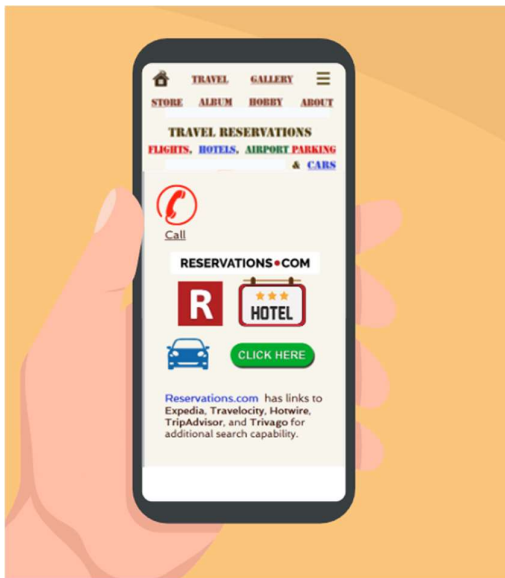 TRAVEL GALLERY
STORE ALBUM HOBBY ABOUT
TRAVEL RESERVATIONS
FLIGHTS, HOTELS, AIRPORT PARKING
& CARS
Call
RESERVATIONS•COM
R
HOTEL
CLICK HERE
Reservations.com has links to
Expedia, Travelocity, Hotwire,
TripAdvisor, and Trivago for
additional search capability.